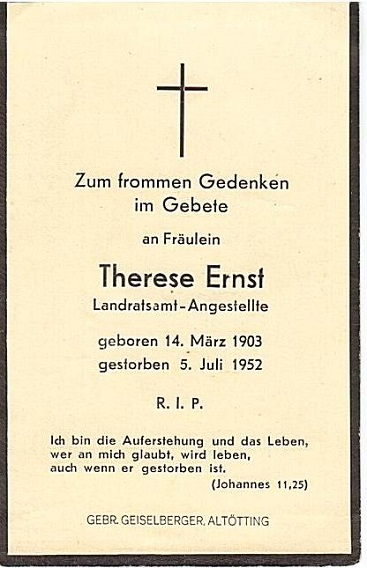 Zum frommen Gedenken
im Gebete
an Fräulein
Therese Ernst
Landratsamt-Angestellte
geboren 14. März 1903
gestorben 5. Juli 1952
R. I. P.
Ich bin die Auferstehung und das Leben,
wer an mich glaubt, wird leben,
auch wenn er gestorben ist.
(Johannes 11,25)
GEBR. GEISELBERGER, ALTÖTTING